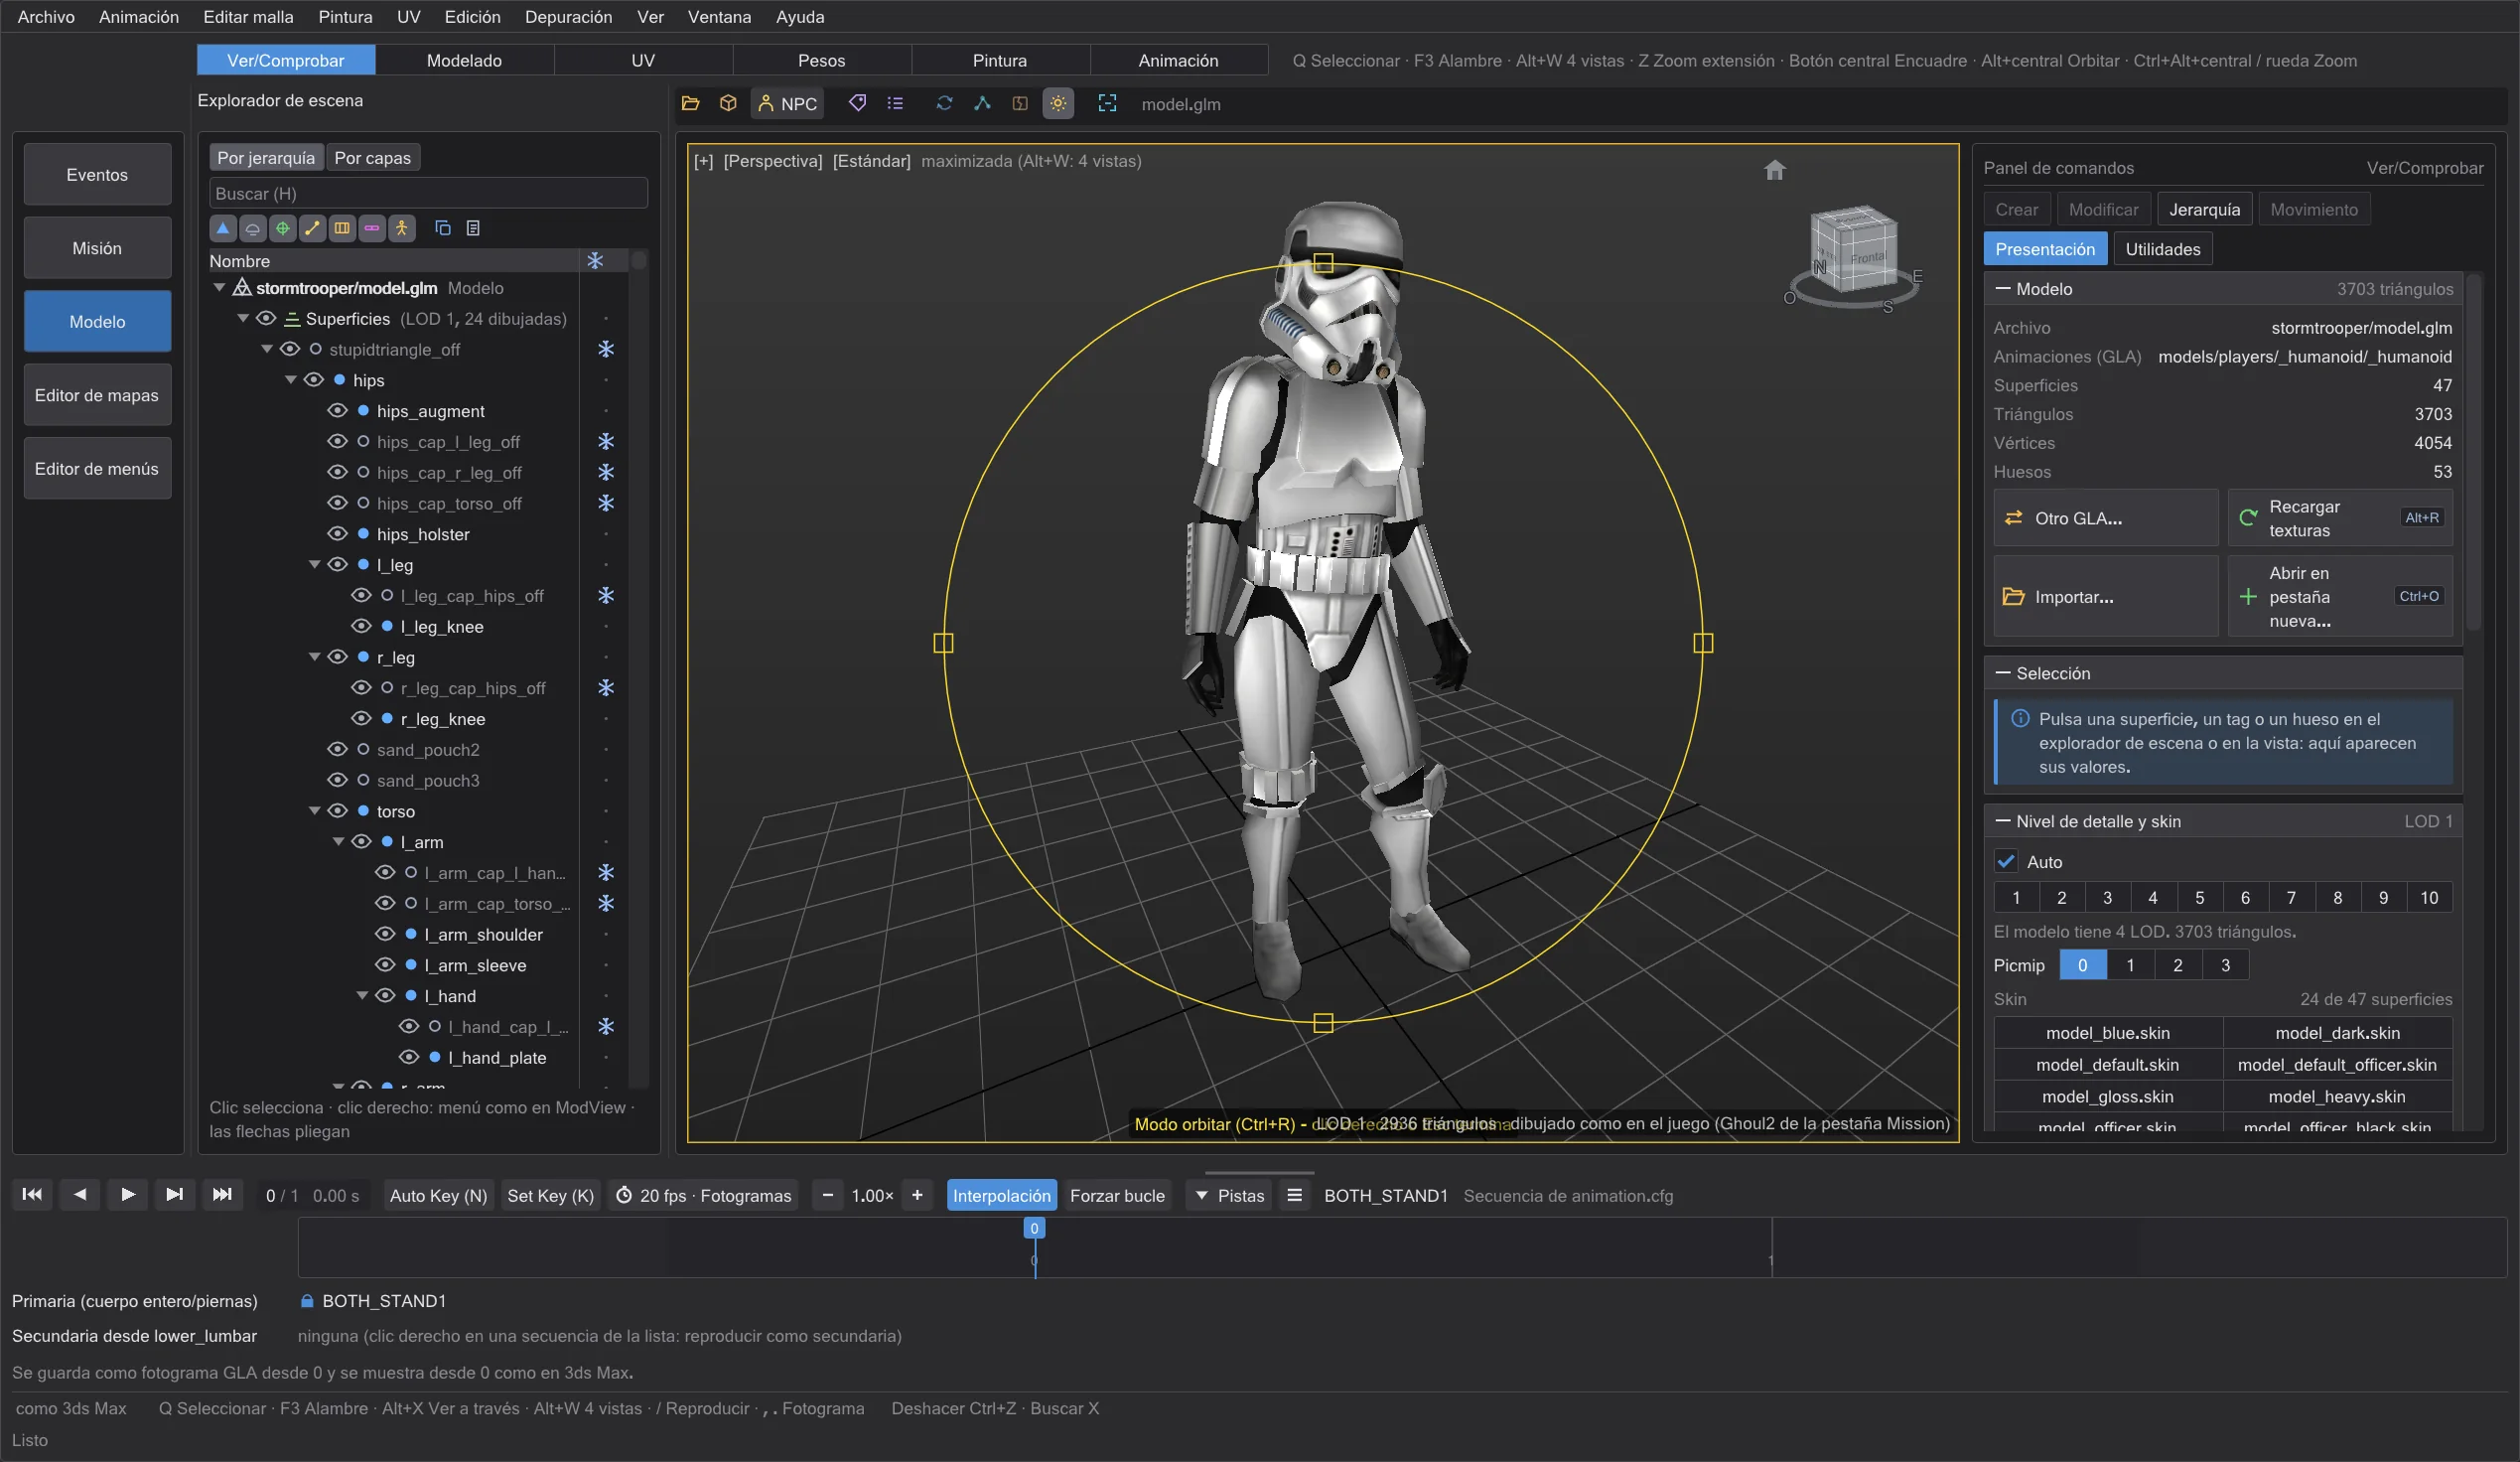 Archivo Animación Editar malla Pintura UV Edición Depuración Ver Ventana Ayuda
Ver/Comprobar Modelado UV Pesos Pintura Animación Q Seleccionar · F3 Alambre · Alt+W 4 vistas · Z Zoom extensión · Botón central Encuadre · Alt+central Orbitar · Ctrl+Alt+central / rueda Zoom
Explorador de escena
NPC model.glm
Eventos
Misión
Modelo
Editor de mapas
Editor de menús
Por jerarquía Por capas
Buscar (H)
Nombre
stormtrooper/model.glm Modelo
Superficies (LOD 1, 24 dibujadas)
stupidtriangle_off
hips
hips_augment
hips_cap_l_leg_off
hips_cap_r_leg_off
hips_cap_torso_off
hips_holster
l_leg
l_leg_cap_hips_off
l_leg_knee
r_leg
r_leg_cap_hips_off
r_leg_knee
sand_pouch2
sand_pouch3
torso
l_arm
l_arm_cap_l_han...
l_arm_cap_torso_...
l_arm_shoulder
l_arm_sleeve
l_hand
l_hand_cap_l_...
l_hand_plate
r_arm
Clic selecciona · clic derecho: menú como en ModView ·
las flechas pliegan
[+] [Perspectiva] [Estándar] maximizada (Alt+W: 4 vistas)
Frontal
N E S O
Modo orbitar (Ctrl+R) - LOD 1 2936 triángulos dibujado como en el juego (Ghoul2 de la pestaña Mission)
Panel de comandos Ver/Comprobar
Crear Modificar Jerarquía Movimiento
Presentación Utilidades
Modelo 3703 triángulos
Archivo stormtrooper/model.glm
Animaciones (GLA) models/players/_humanoid/_humanoid
Superficies 47
Triángulos 3703
Vértices 4054
Huesos 53
Otro GLA...
Recargar texturas Alt+R
Importar...
Abrir en pestaña nueva... Ctrl+O
Selección
Pulsa una superficie, un tag o un hueso en el
explorador de escena o en la vista: aquí aparecen
sus valores.
Nivel de detalle y skin LOD 1
Auto
1 2 3 4 5 6 7 8 9 10
El modelo tiene 4 LOD. 3703 triángulos.
Picmip 0 1 2 3
Skin 24 de 47 superficies
model_blue.skin model_dark.skin
model_default.skin model_default_officer.skin
model_gloss.skin model_heavy.skin
model_officer.skin model_officer_black.skin
0 / 1 0.00 s Auto Key (N) Set Key (K) 20 fps · Fotogramas − 1.00× + Interpolación Forzar bucle Pistas BOTH_STAND1 Secuencia de animation.cfg
0
0 1
Primaria (cuerpo entero/piernas) BOTH_STAND1
Secundaria desde lower_lumbar ninguna (clic derecho en una secuencia de la lista: reproducir como secundaria)
Se guarda como fotograma GLA desde 0 y se muestra desde 0 como en 3ds Max.
como 3ds Max Q Seleccionar · F3 Alambre · Alt+X Ver a través · Alt+W 4 vistas · / Reproducir · , . Fotograma Deshacer Ctrl+Z · Buscar X
Listo